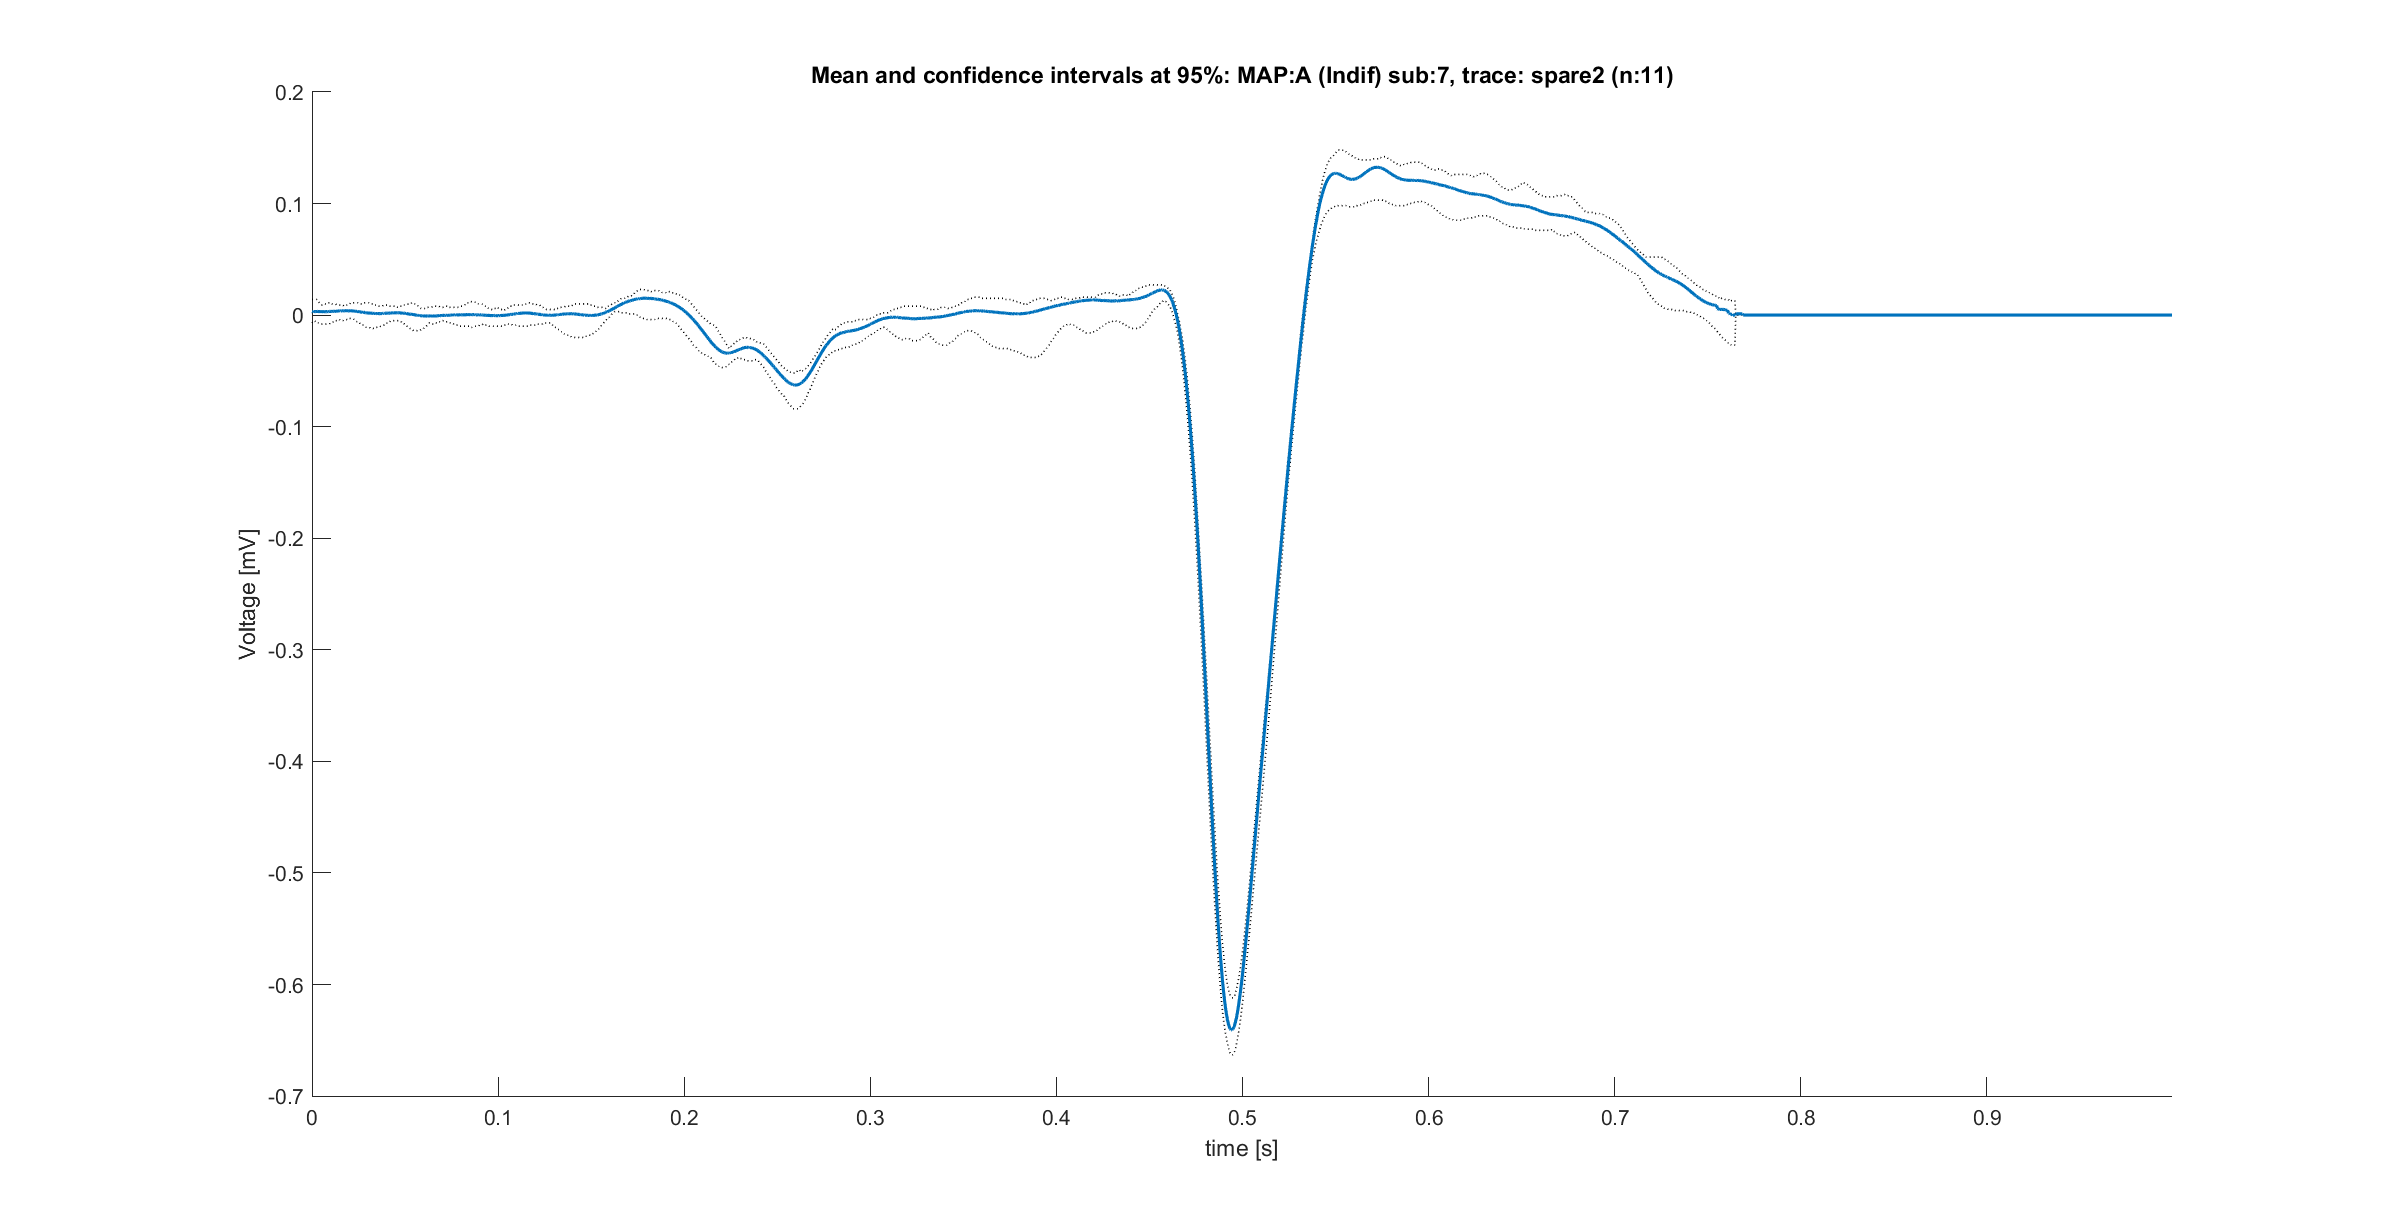 Mean and confidence intervals at 95%: MAP:A (Indif) sub:7, trace: spare2 (n:11)
0.2
0.1
0
-0.1
-0.2
-0.3
-0.4
-0.5
-0.6
-0.7
Voltage [mV]
0 0.1 0.2 0.3 0.4 0.5 0.6 0.7 0.8 0.9
time [s]